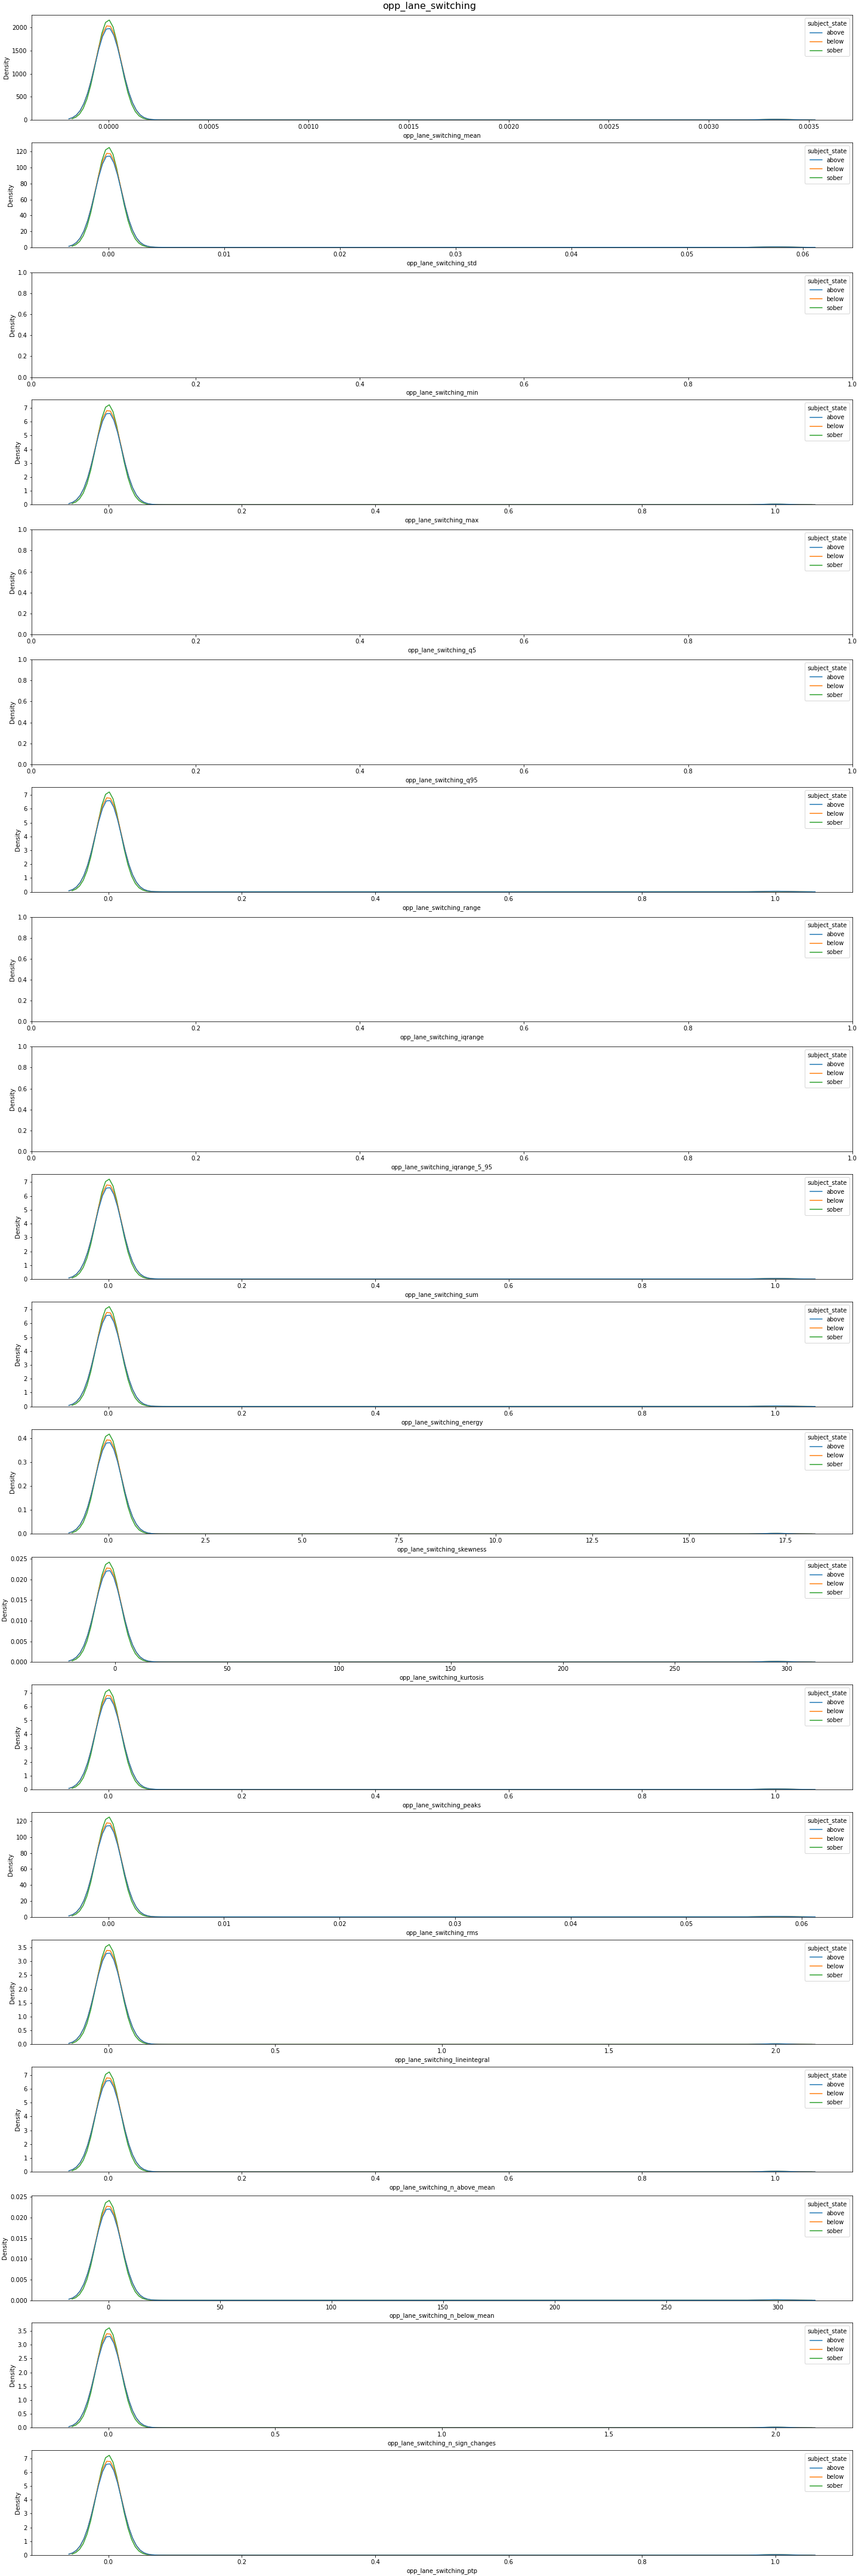 opp_lane_switching
subject_state
above
below
sober
Density
2000
1500
1000
500
0
0.0000 0.0005 0.0010 0.0015 0.0020 0.0025 0.0030 0.0035
opp_lane_switching_mean
subject_state
above
below
sober
Density
120
100
80
60
40
20
0
0.00 0.01 0.02 0.03 0.04 0.05 0.06
opp_lane_switching_std
subject_state
above
below
sober
Density
1.0
0.8
0.6
0.4
0.2
0.0
0.0 0.2 0.4 0.6 0.8 1.0
opp_lane_switching_min
subject_state
above
below
sober
Density
7
6
5
4
3
2
1
0
0.0 0.2 0.4 0.6 0.8 1.0
opp_lane_switching_max
subject_state
above
below
sober
Density
1.0
0.8
0.6
0.4
0.2
0.0
0.0 0.2 0.4 0.6 0.8 1.0
opp_lane_switching_q5
subject_state
above
below
sober
Density
1.0
0.8
0.6
0.4
0.2
0.0
0.0 0.2 0.4 0.6 0.8 1.0
opp_lane_switching_q95
subject_state
above
below
sober
Density
7
6
5
4
3
2
1
0
0.0 0.2 0.4 0.6 0.8 1.0
opp_lane_switching_range
subject_state
above
below
sober
Density
1.0
0.8
0.6
0.4
0.2
0.0
0.0 0.2 0.4 0.6 0.8 1.0
opp_lane_switching_iqrange
subject_state
above
below
sober
Density
1.0
0.8
0.6
0.4
0.2
0.0
0.0 0.2 0.4 0.6 0.8 1.0
opp_lane_switching_iqrange_5_95
subject_state
above
below
sober
Density
7
6
5
4
3
2
1
0
0.0 0.2 0.4 0.6 0.8 1.0
opp_lane_switching_sum
subject_state
above
below
sober
Density
7
6
5
4
3
2
1
0
0.0 0.2 0.4 0.6 0.8 1.0
opp_lane_switching_energy
subject_state
above
below
sober
Density
0.4
0.3
0.2
0.1
0.0
0.0 2.5 5.0 7.5 10.0 12.5 15.0 17.5
opp_lane_switching_skewness
subject_state
above
below
sober
Density
0.025
0.020
0.015
0.010
0.005
0.000
0 50 100 150 200 250 300
opp_lane_switching_kurtosis
subject_state
above
below
sober
Density
7
6
5
4
3
2
1
0
0.0 0.2 0.4 0.6 0.8 1.0
opp_lane_switching_peaks
subject_state
above
below
sober
Density
120
100
80
60
40
20
0
0.00 0.01 0.02 0.03 0.04 0.05 0.06
opp_lane_switching_rms
subject_state
above
below
sober
Density
3.5
3.0
2.5
2.0
1.5
1.0
0.5
0.0
0.0 0.5 1.0 1.5 2.0
opp_lane_switching_lineintegral
subject_state
above
below
sober
Density
7
6
5
4
3
2
1
0
0.0 0.2 0.4 0.6 0.8 1.0
opp_lane_switching_n_above_mean
subject_state
above
below
sober
Density
0.025
0.020
0.015
0.010
0.005
0.000
0 50 100 150 200 250 300
opp_lane_switching_n_below_mean
subject_state
above
below
sober
Density
3.5
3.0
2.5
2.0
1.5
1.0
0.5
0.0
0.0 0.5 1.0 1.5 2.0
opp_lane_switching_n_sign_changes
subject_state
above
below
sober
Density
7
6
5
4
3
2
1
0
0.0 0.2 0.4 0.6 0.8 1.0
opp_lane_switching_ptp